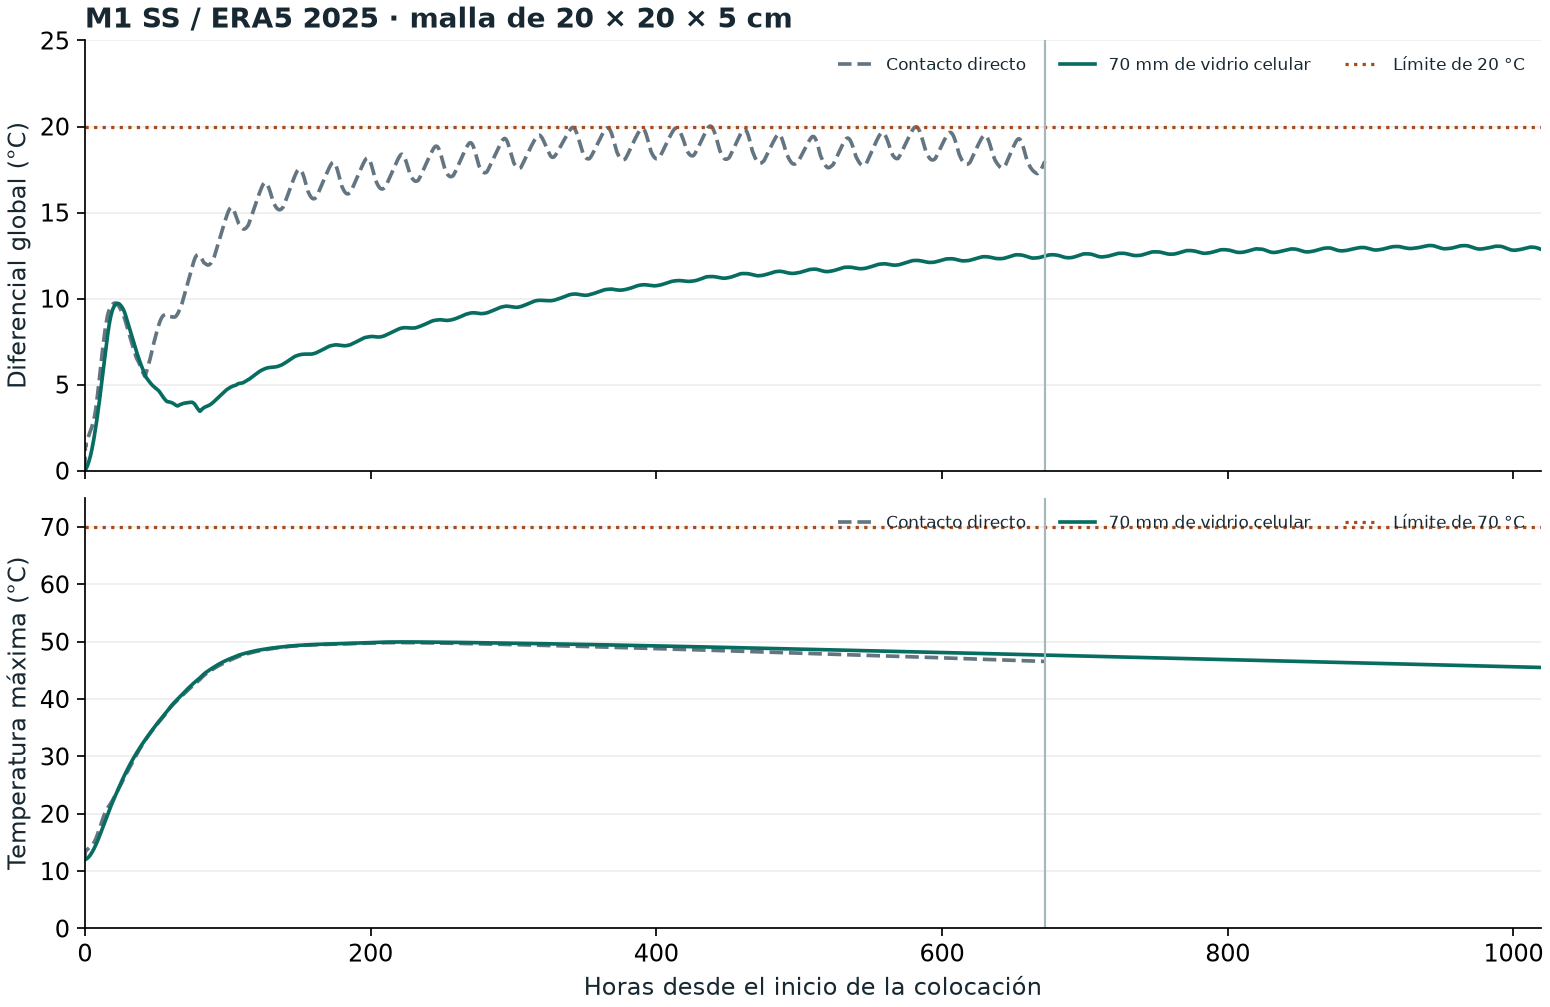 M1 SS / ERA5 2025 · malla de 20 × 20 × 5 cm
Diferencial global (°C)
25
20
15
10
5
0
Contacto directo
70 mm de vidrio celular
Límite de 20 °C
Temperatura máxima (°C)
70
60
50
40
30
20
10
0
Contacto directo
70 mm de vidrio celular
Límite de 70 °C
0
200
400
600
800
1000
Horas desde el inicio de la colocación